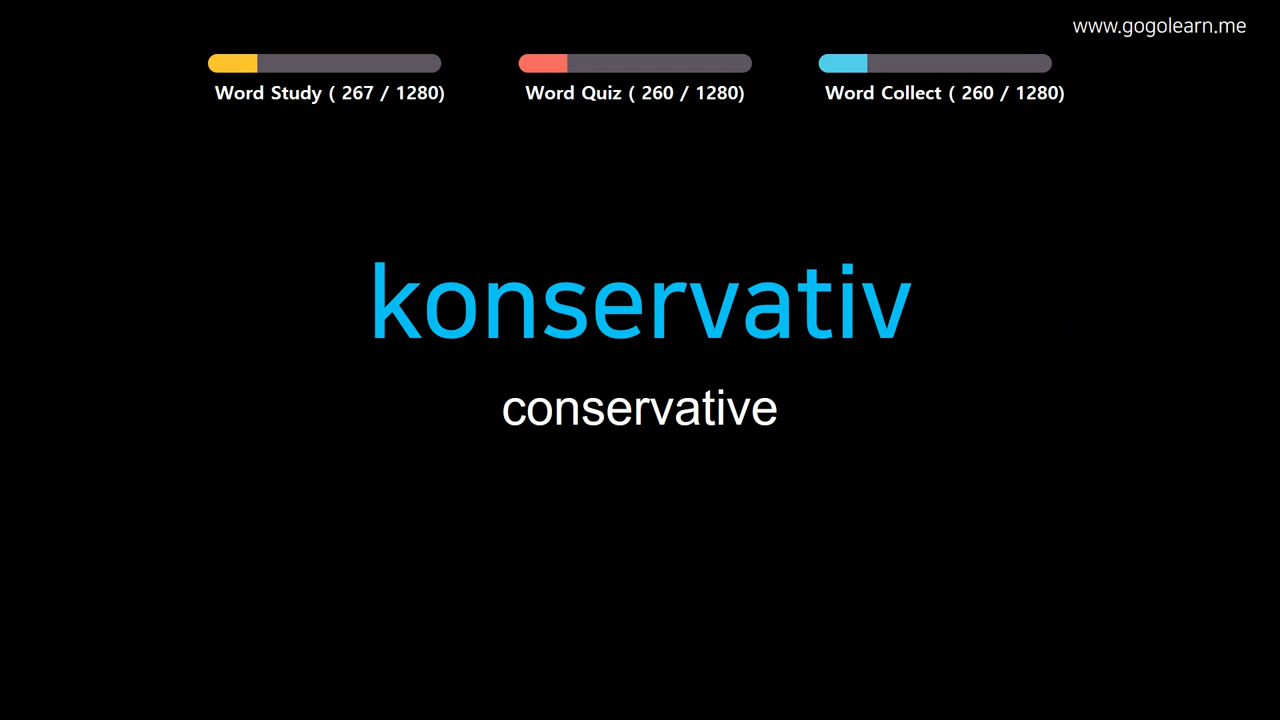 www.gogolearn.me
Word Study ( 267 / 1280)
Word Quiz ( 260 / 1280)
Word Collect ( 260 / 1280)
konservativ
conservative